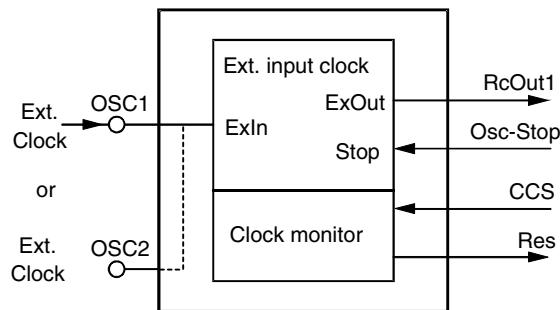 Ext. input clock
RcOut1
ExOut
OSC1
Ext.
Clock
ExIn
Osc-Stop
Stop
or
CCS
Clock monitor
Res
OSC2
Ext.
Clock